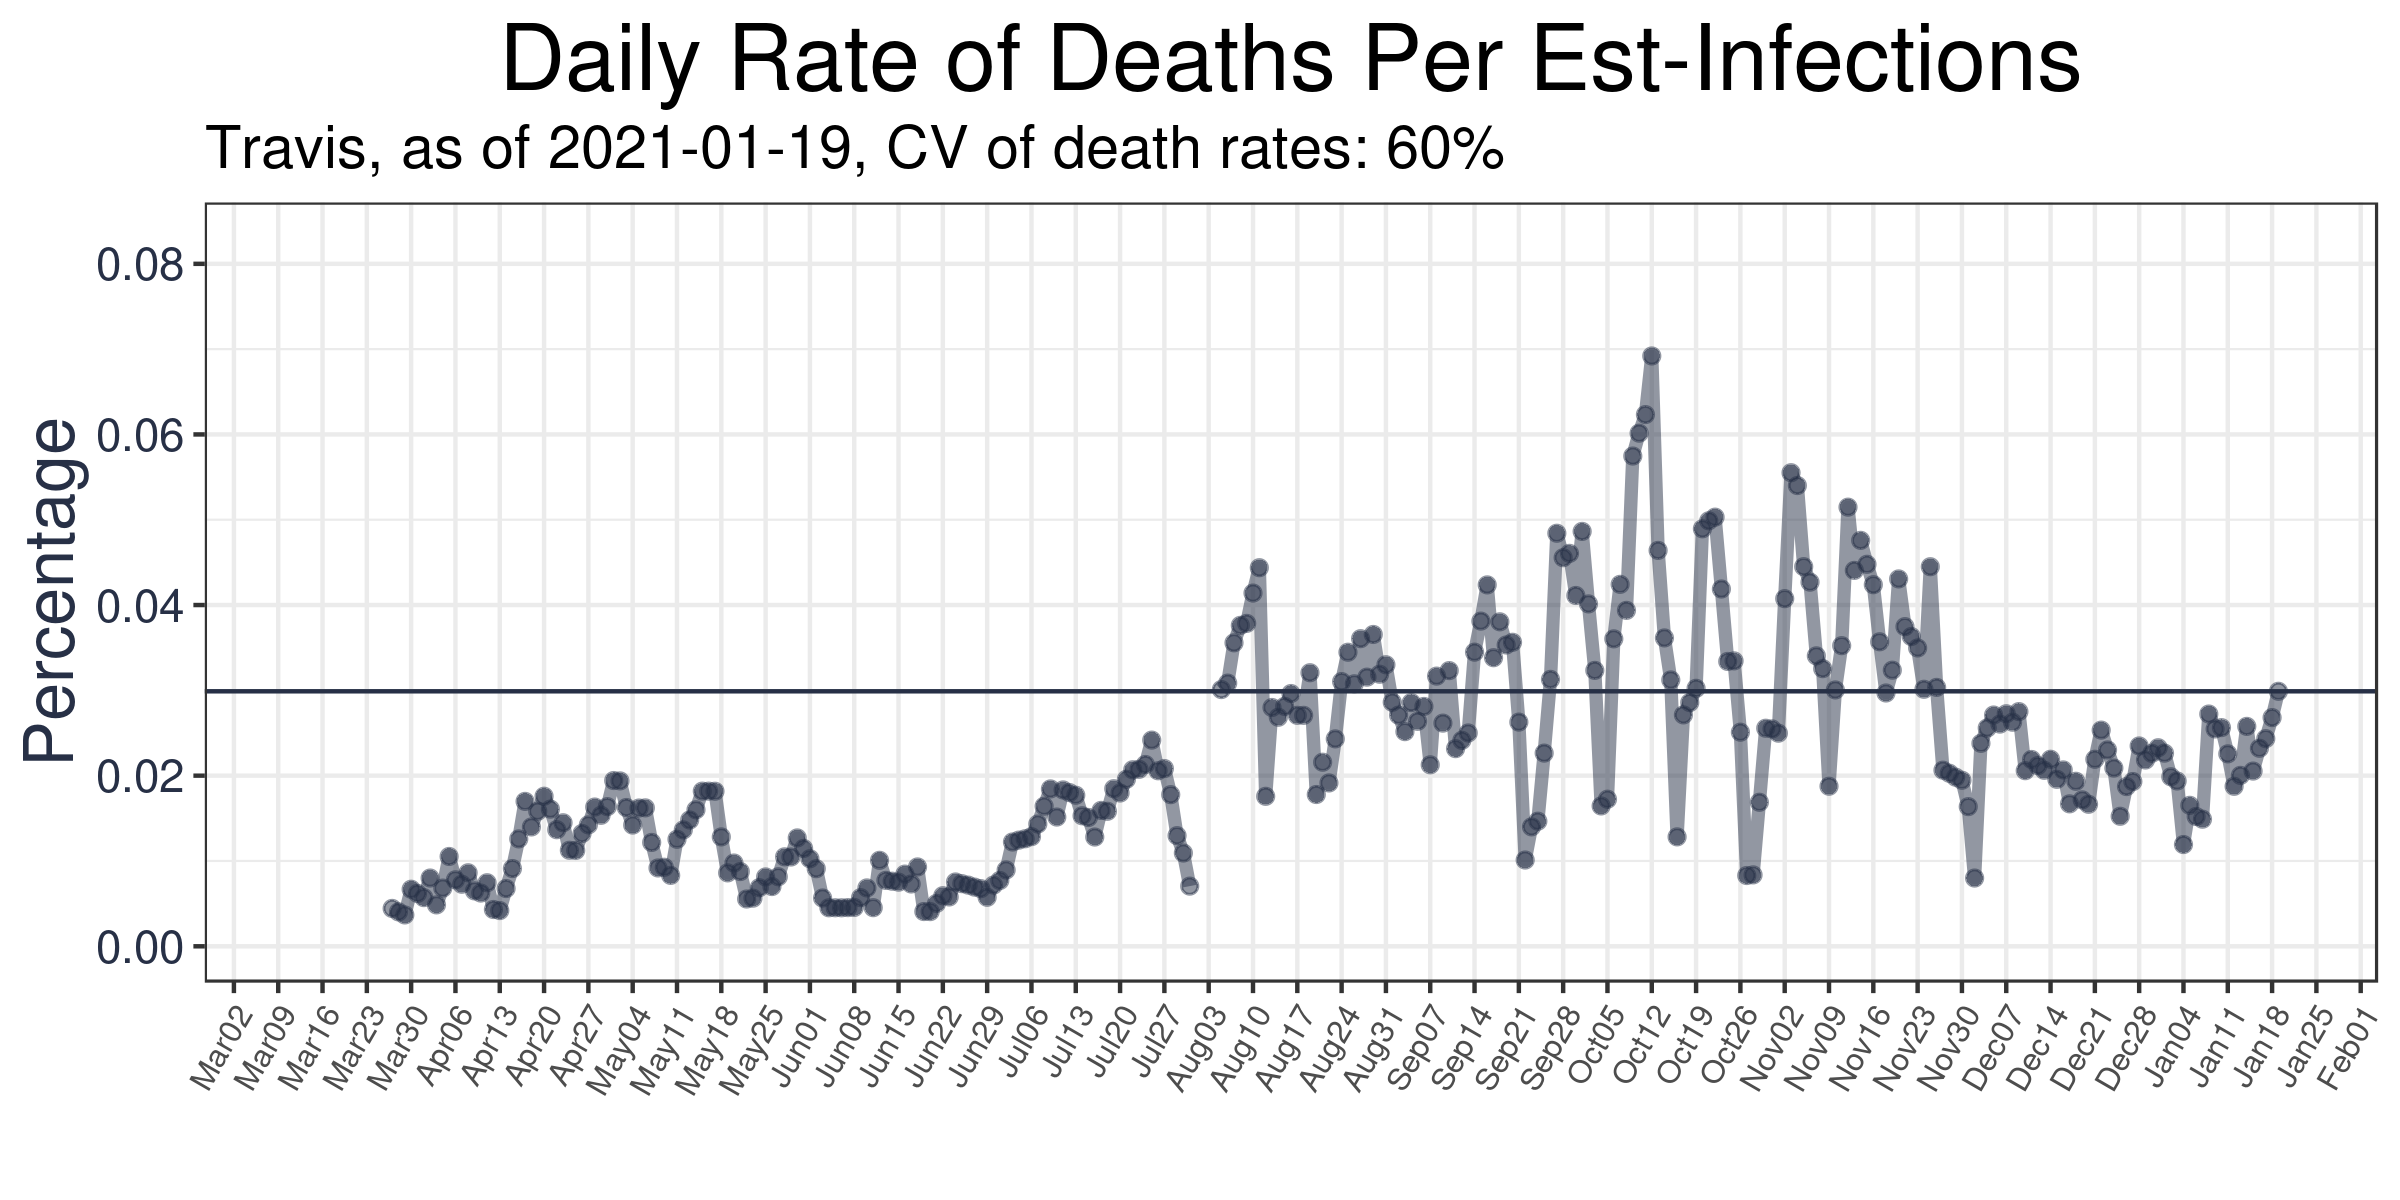 Daily Rate of Deaths Per Est-Infections
Travis, as of 2021-01-19, CV of death rates: 60%
Percentage
0.08
0.06
0.04
0.02
0.00
Mar02
Mar09
Mar16
Mar23
Mar30
Apr06
Apr13
Apr20
Apr27
May04
May11
May18
May25
Jun01
Jun08
Jun15
Jun22
Jun29
Jul06
Jul13
Jul20
Jul27
Aug03
Aug10
Aug17
Aug24
Aug31
Sep07
Sep14
Sep21
Sep28
Oct05
Oct12
Oct19
Oct26
Nov02
Nov09
Nov16
Nov23
Nov30
Dec07
Dec14
Dec21
Dec28
Jan04
Jan11
Jan18
Jan25
Feb01